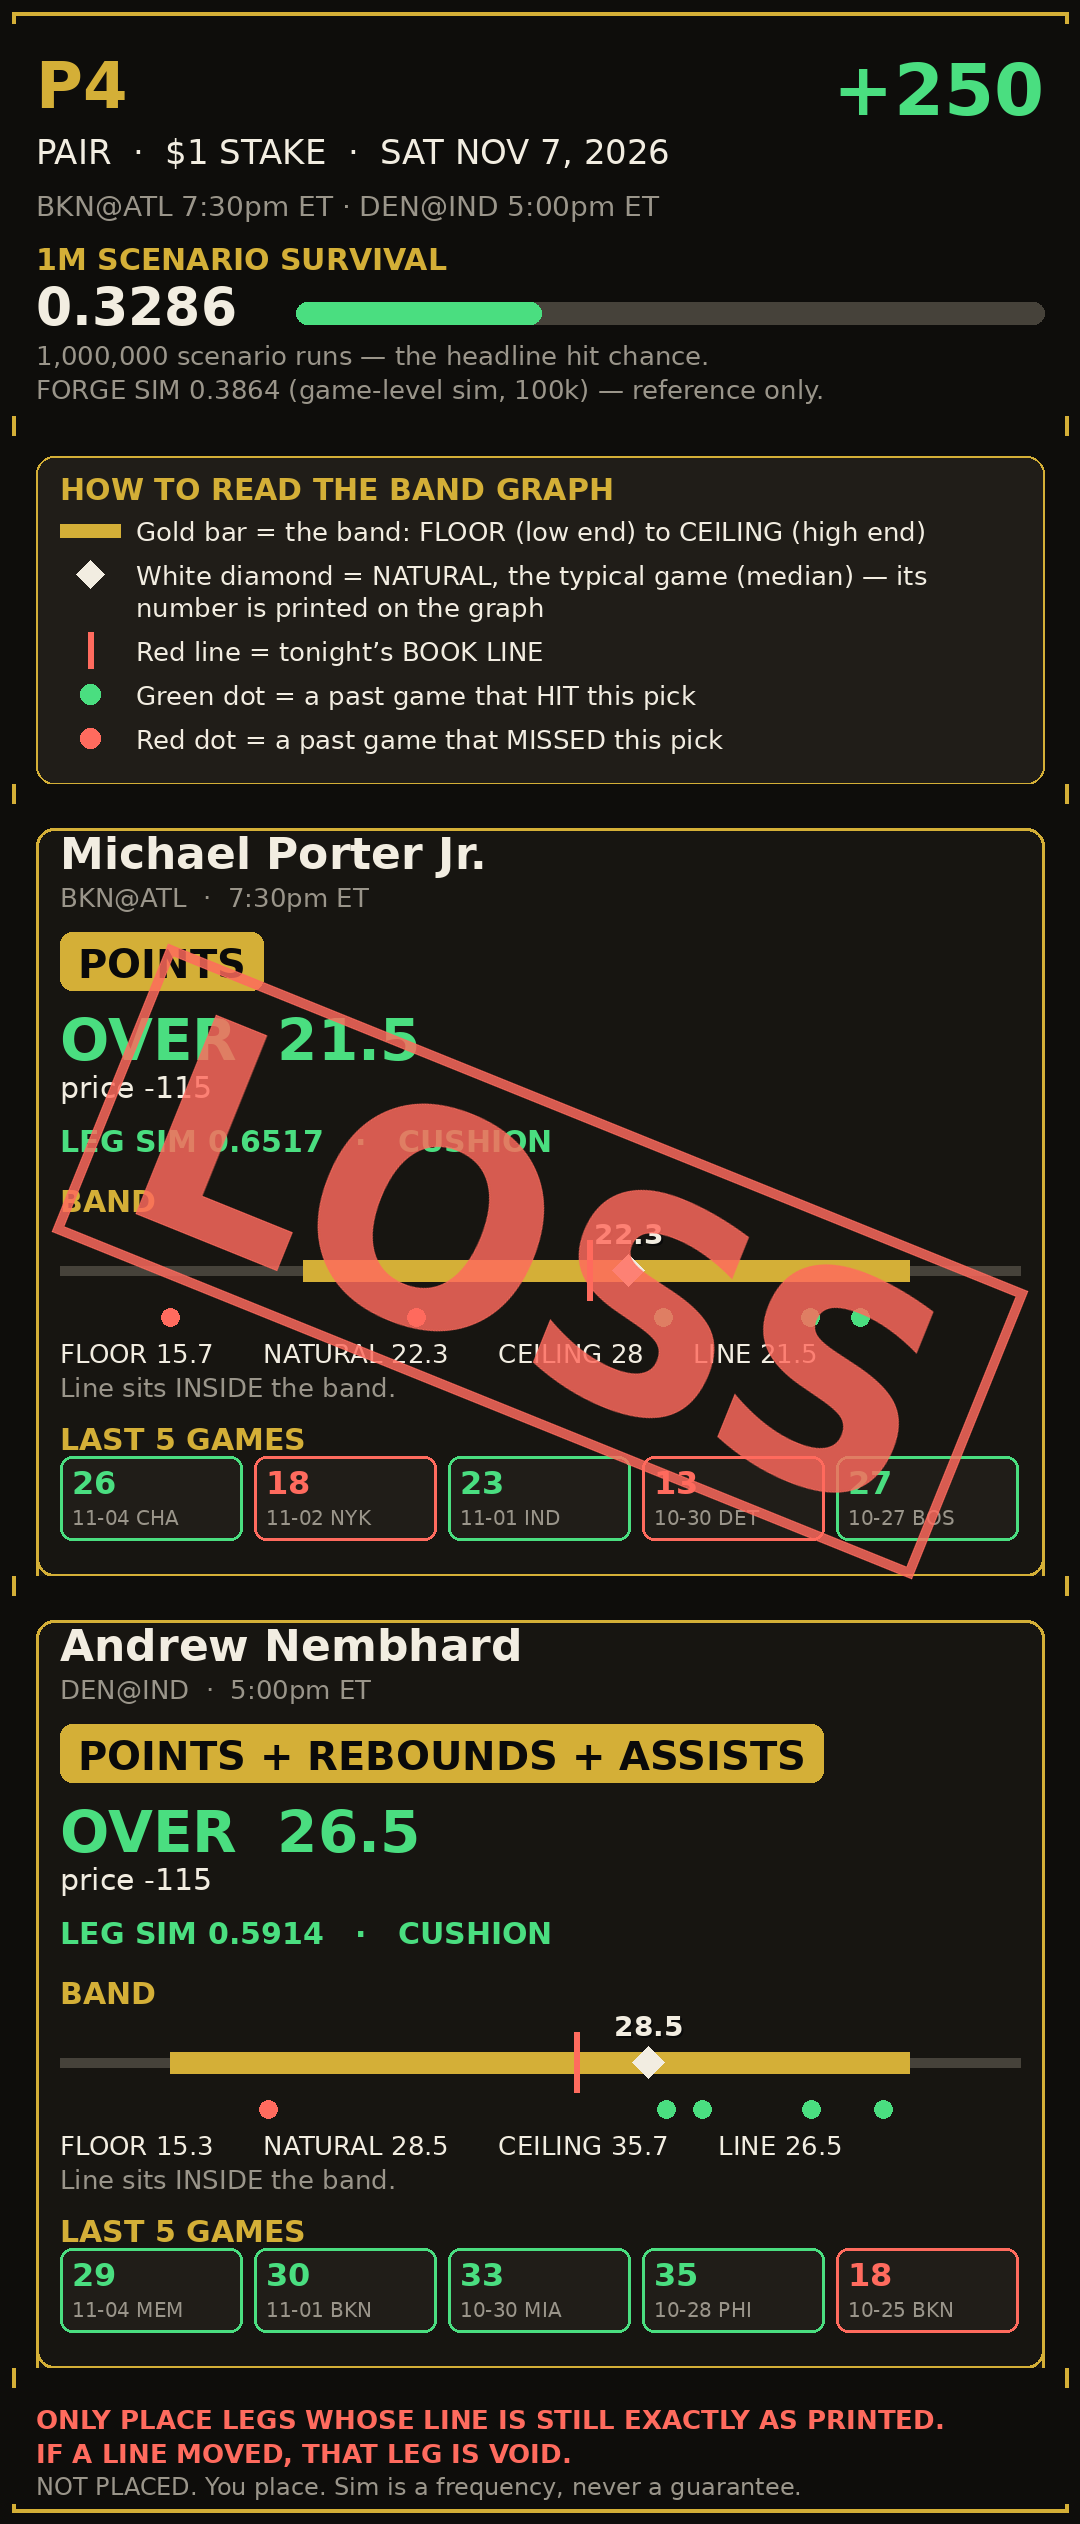 P4
+250
PAIR · $1 STAKE · SAT NOV 7, 2026
BKN@ATL 7:30pm ET · DEN@IND 5:00pm ET
1M SCENARIO SURVIVAL
0.3286
1,000,000 scenario runs — the headline hit chance.
FORGE SIM 0.3864 (game-level sim, 100k) — reference only.
HOW TO READ THE BAND GRAPH
Gold bar = the band: FLOOR (low end) to CEILING (high end)
White diamond = NATURAL, the typical game (median) — its
number is printed on the graph
Red line = tonight’s BOOK LINE
Green dot = a past game that HIT this pick
Red dot = a past game that MISSED this pick
Michael Porter Jr.
BKN@ATL · 7:30pm ET
POINTS
OVER 21.5
price -115
LEG SIM 0.6517 · CUSHION
BAND
22.3
FLOOR 15.7 NATURAL 22.3 CEILING 28 LINE 21.5
Line sits INSIDE the band.
LAST 5 GAMES
26 18 23 13 27
11-04 CHA 11-02 NYK 11-01 IND 10-30 DET 10-27 BOS
LOSS
Andrew Nembhard
DEN@IND · 5:00pm ET
POINTS + REBOUNDS + ASSISTS
OVER 26.5
price -115
LEG SIM 0.5914 · CUSHION
BAND
28.5
FLOOR 15.3 NATURAL 28.5 CEILING 35.7 LINE 26.5
Line sits INSIDE the band.
LAST 5 GAMES
29 30 33 35 18
11-04 MEM 11-01 BKN 10-30 MIA 10-28 PHI 10-25 BKN
ONLY PLACE LEGS WHOSE LINE IS STILL EXACTLY AS PRINTED.
IF A LINE MOVED, THAT LEG IS VOID.
NOT PLACED. You place. Sim is a frequency, never a guarantee.